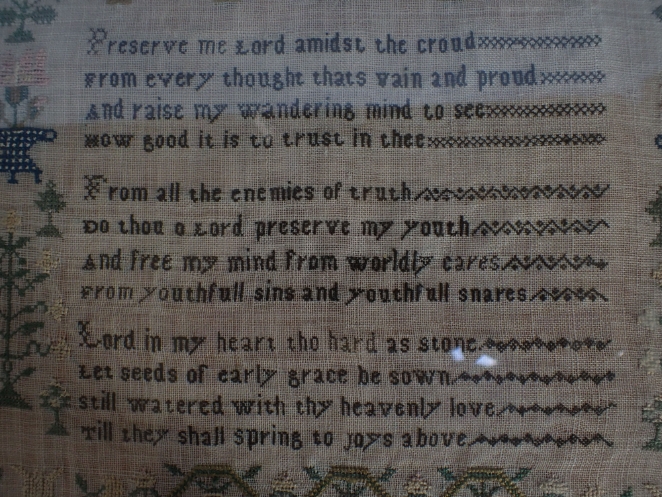 Preserve me Lord amidst the croud
From every thought thats vain and proud
And raise my wandering mind to see
How good it is to trust in thee
From all the enemies of truth
Do thou o Lord preserve my youth
And free my mind from worldly cares
From youthfull sins and youthfull snares
Lord in my heart tho hard as stone
Let seeds of early grace be sown
still watered with thy heavenly love
Till they shall spring to joys above